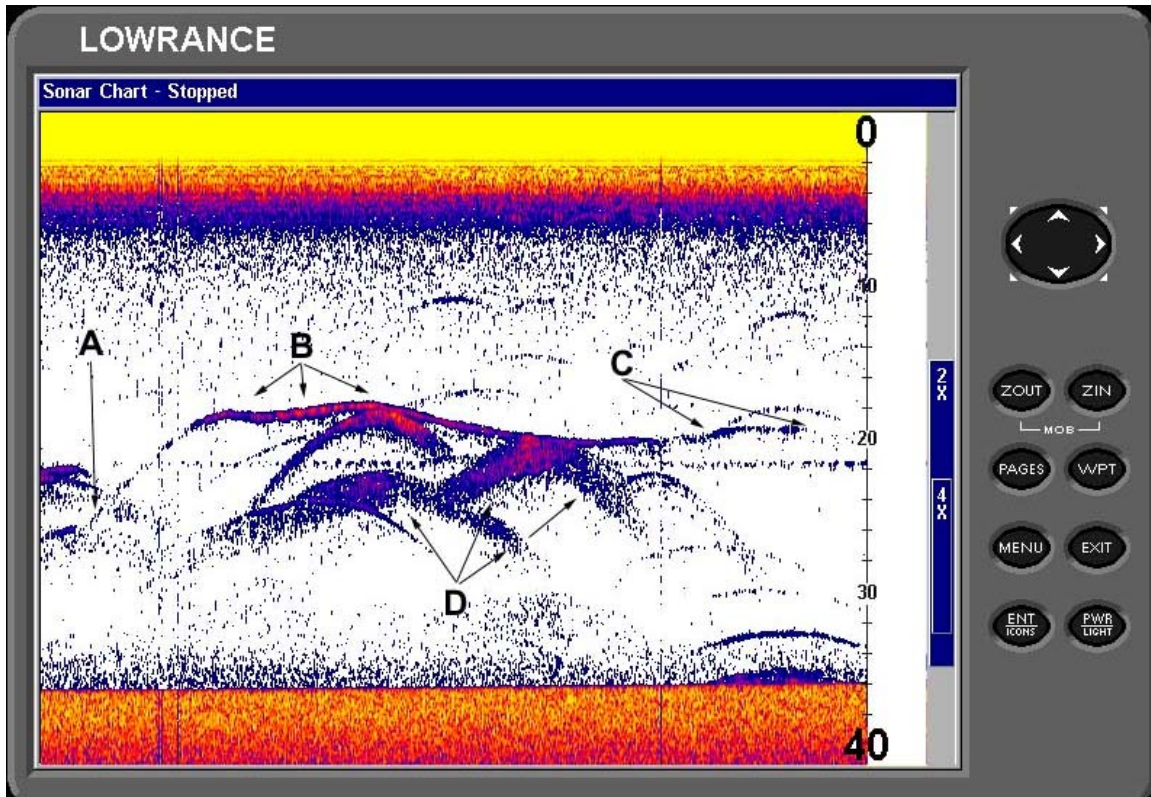 LOWRANCE
Sonar Chart - Stopped
0
10
A
B
C
2X
ZOUT ZIN
MOB
20
PAGES WPT
4X
MENU EXIT
D
30
ENT
ICONS
PWR
LIGHT
40